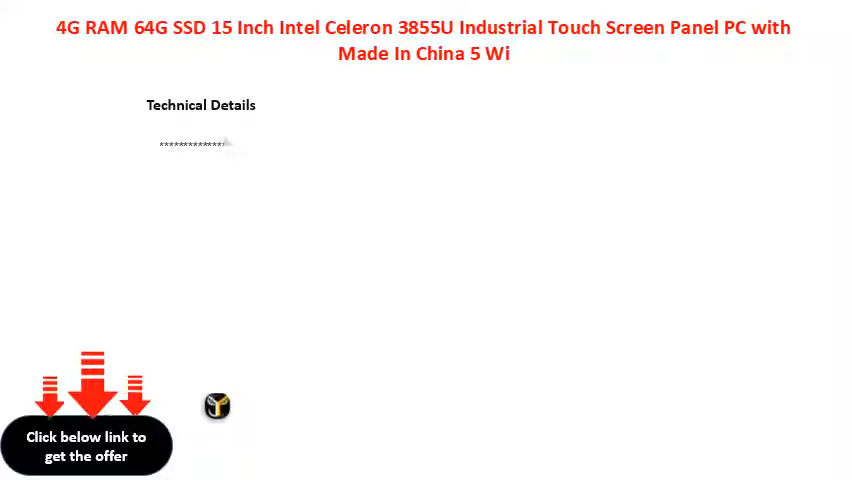 4G RAM 64G SSD 15 Inch Intel Celeron 3855U Industrial Touch Screen Panel PC with
Made In China 5 Wi
Technical Details
**************
Click below link to
get the offer